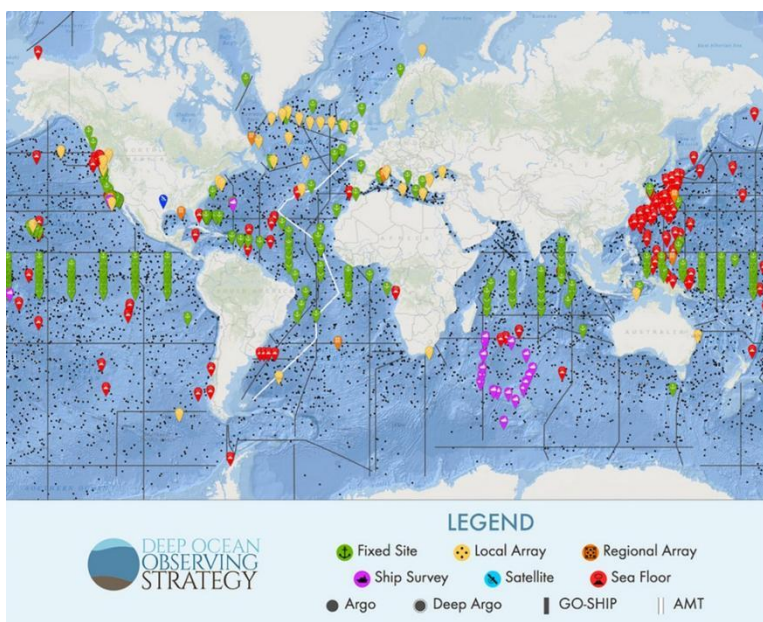 AUSTRALIA
LEGEND
DEEP OCEAN
OBSERVING
STRATEGY
Fixed Site
Local Array
Regional Array
Ship Survey
Satellite
Sea Floor
Argo
Deep Argo
GO-SHIP
AMT